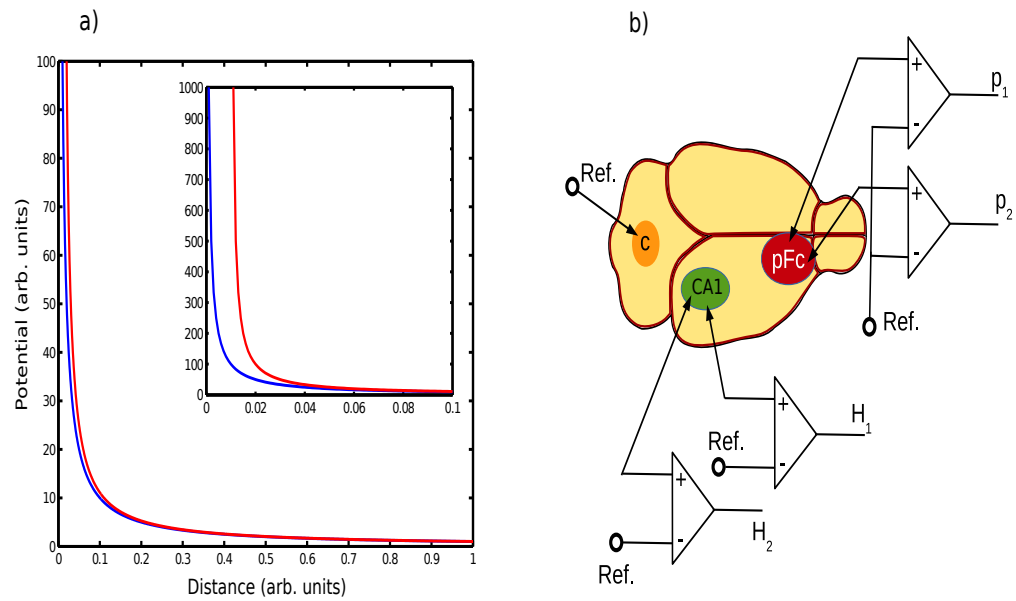 a)
Potential (arb. units)
100
90
80
70
60
50
40
30
20
10
0
0 0.1 0.2 0.3 0.4 0.5 0.6 0.7 0.8 0.9 1
Distance (arb. units)
1000
900
800
700
600
500
400
300
200
100
0
0 0.02 0.04 0.06 0.08 0.1
b)
+
-
p1
+
-
p2
Ref.
Ref.
c
pFc
CA1
+
-
H1
Ref.
+
-
H2
Ref.